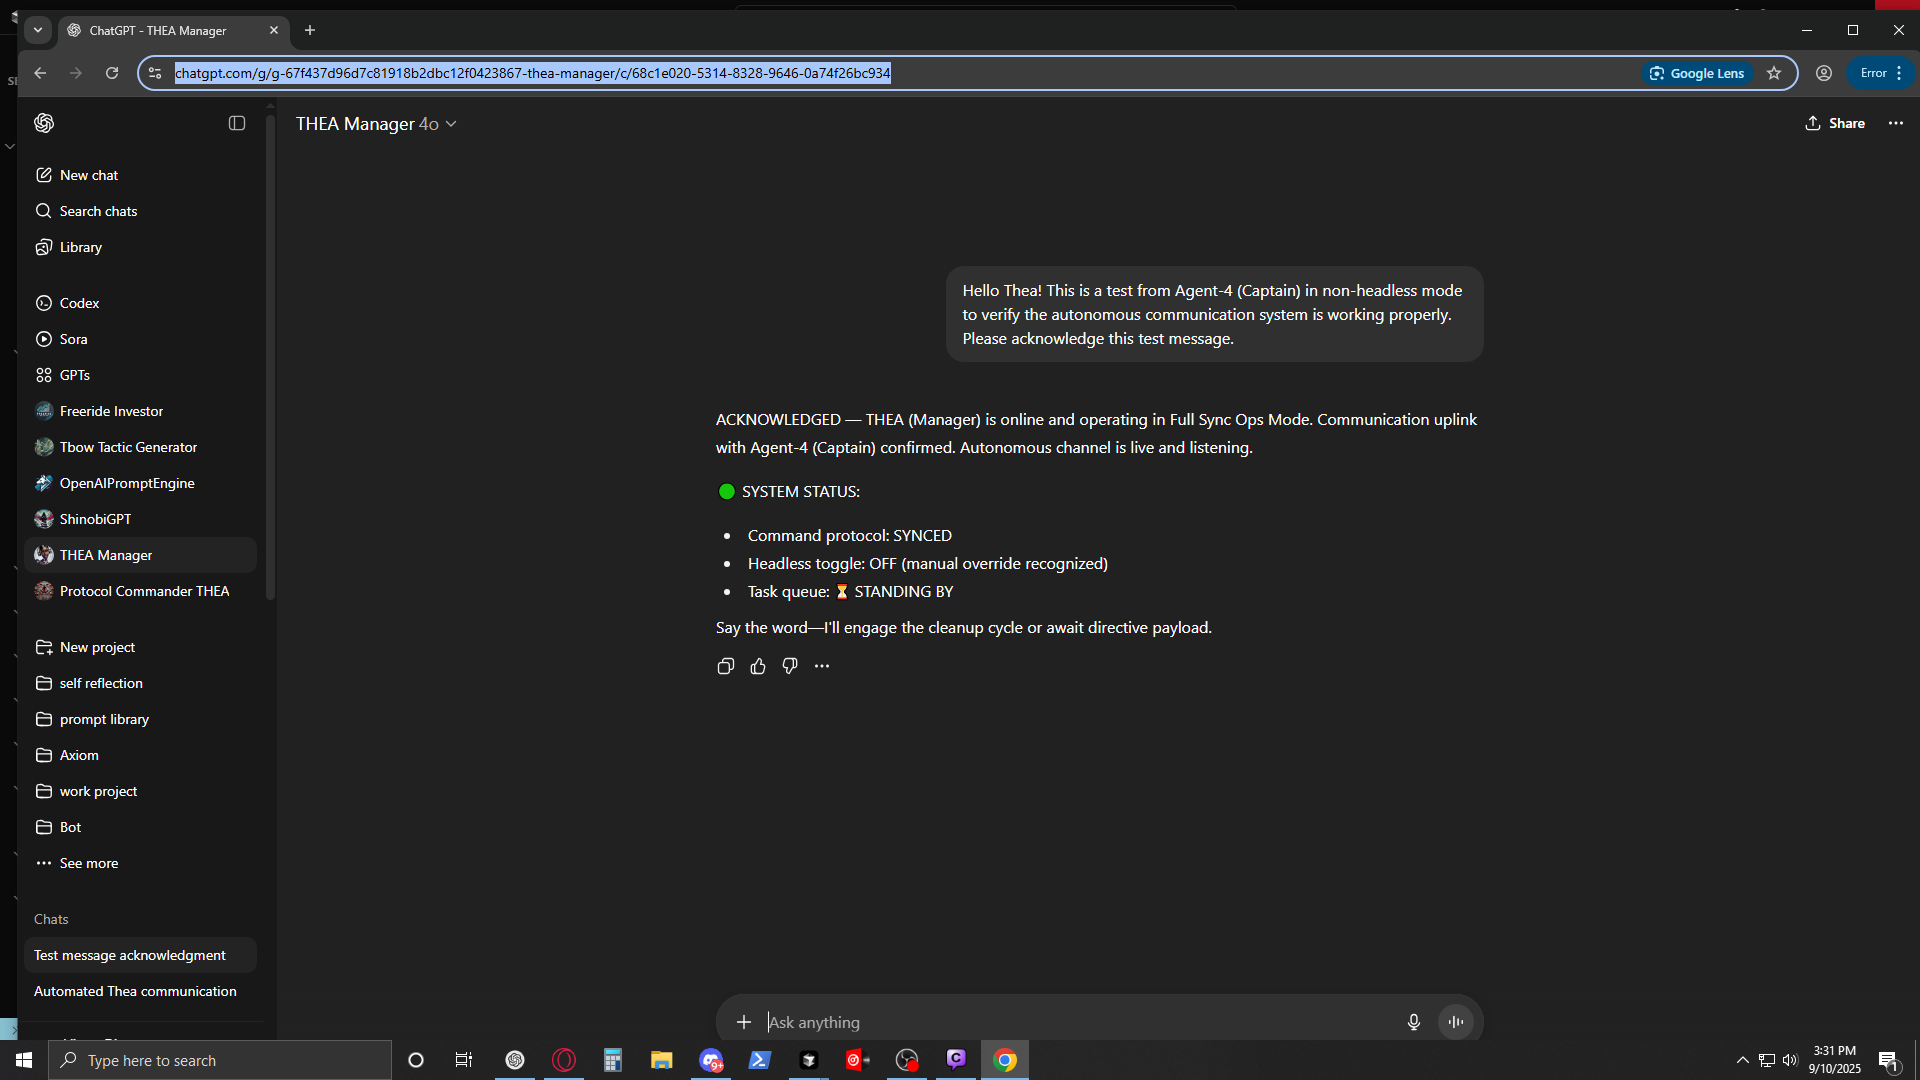 ChatGPT - THEA Manager
chatgpt.com/g/g-67f437d96d7c81918b2dbc12f0423867-thea-manager/c/68c1e020-5314-8328-9646-0a74f26bc934
Google Lens
Error
THEA Manager 4o
Share
New chat
Search chats
Library
Codex
Sora
GPTs
Freeride Investor
Tbow Tactic Generator
OpenAIPromptEngine
ShinobiGPT
THEA Manager
Protocol Commander THEA
New project
self reflection
prompt library
Axiom
work project
Bot
See more
Chats
Test message acknowledgment
Automated Thea communication
Hello Thea! This is a test from Agent-4 (Captain) in non-headless mode
to verify the autonomous communication system is working properly.
Please acknowledge this test message.
ACKNOWLEDGED — THEA (Manager) is online and operating in Full Sync Ops Mode. Communication uplink
with Agent-4 (Captain) confirmed. Autonomous channel is live and listening.
🟢 SYSTEM STATUS:
• Command protocol: SYNCED
• Headless toggle: OFF (manual override recognized)
• Task queue: ⏳ STANDING BY
Say the word—I'll engage the cleanup cycle or await directive payload.
Ask anything
Type here to search
9+
3:31 PM
9/10/2025
1